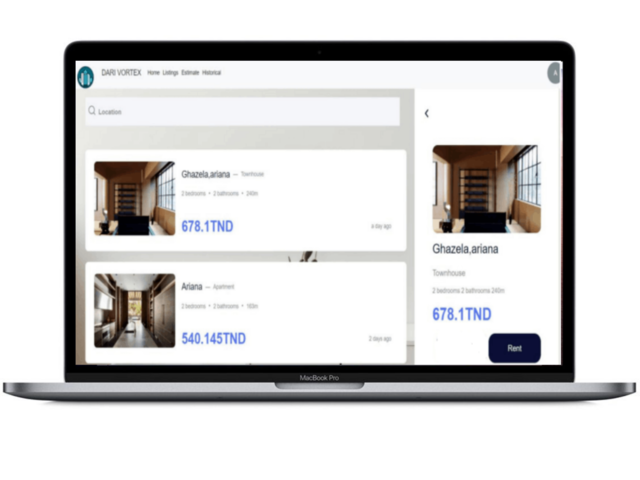 DARI VORTEX Home Listings Estimate Historical
A
Location
Ghazela,ariana — Townhouse
2 bedrooms • 2 bathrooms • 240m
678.1TND
a day ago
Ariana — Apartment
2 bedrooms • 2 bathrooms • 160m
540.145TND
2 days ago
Ghazela,ariana
Townhouse
2 bedrooms 2 bathrooms 240m
678.1TND
Rent
MacBook Pro